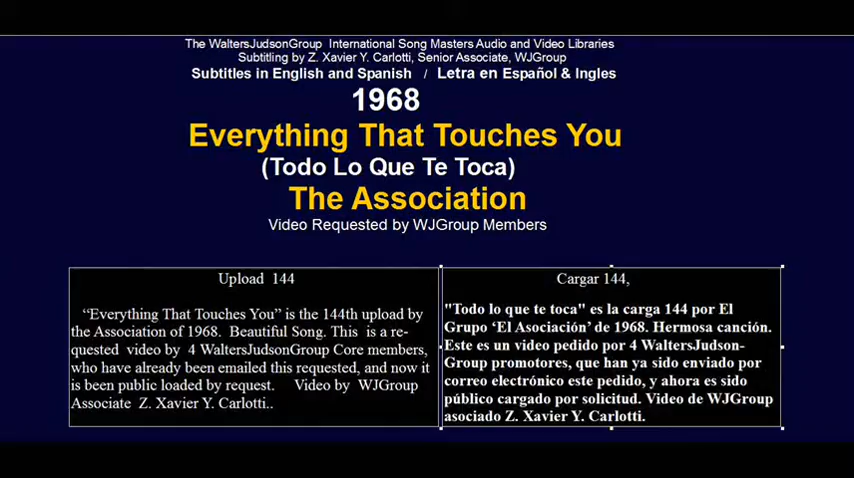 The WaltersJudsonGroup International Song Masters Audio and Video Libraries
Subtitling by Z. Xavier Y. Carlotti, Senior Associate, WJGroup
Subtitles in English and Spanish / Letra en Español & Ingles
1968
Everything That Touches You
(Todo Lo Que Te Toca)
The Association
Video Requested by WJGroup Members
Upload 144
“Everything That Touches You” is the 144th upload by
the Association of 1968. Beautiful Song. This is a re-
quested video by 4 WaltersJudsonGroup Core members,
who have already been emailed this requested, and now it
is been public loaded by request. Video by WJGroup
Associate Z. Xavier Y. Carlotti..
Cargar 144,
"Todo lo que te toca" es la carga 144 por El
Grupo ‘El Asociación’ de 1968. Hermosa canción.
Este es un video pedido por 4 WaltersJudson-
Group promotores, que han ya sido enviado por
correo electrónico este pedido, y ahora es sido
público cargado por solicitud. Video de WJGroup
asociado Z. Xavier Y. Carlotti.